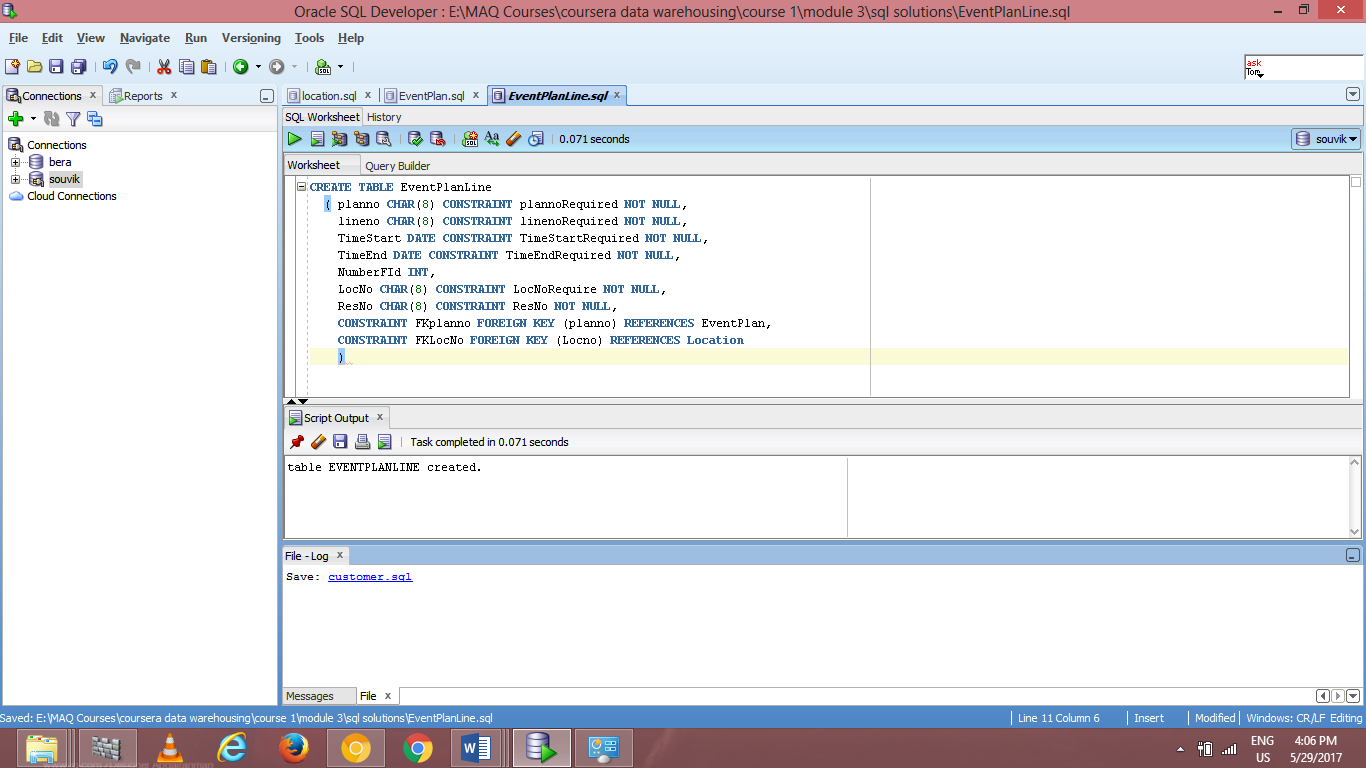 Oracle SQL Developer : E:\MAQ Courses\coursera data warehousing\course 1\module 3\sql solutions\EventPlanLine.sql
File Edit View Navigate Run Versioning Tools Help
SQL
ask
Tom
Connections x Reports x
location.sql x EventPlan.sql x EventPlanLine.sql x
SQL Worksheet History
SQL Aa 0.071 seconds souvik
Connections
bera
souvik
Cloud Connections
Worksheet Query Builder
CREATE TABLE EventPlanLine
( planno CHAR(8) CONSTRAINT plannoRequired NOT NULL,
lineno CHAR(8) CONSTRAINT linenoRequired NOT NULL,
TimeStart DATE CONSTRAINT TimeStartRequired NOT NULL,
TimeEnd DATE CONSTRAINT TimeEndRequired NOT NULL,
NumberFId INT,
LocNo CHAR(8) CONSTRAINT LocNoRequire NOT NULL,
ResNo CHAR(8) CONSTRAINT ResNo NOT NULL,
CONSTRAINT FKplanno FOREIGN KEY (planno) REFERENCES EventPlan,
CONSTRAINT FKLocNo FOREIGN KEY (Locno) REFERENCES Location
)
Script Output x
Task completed in 0.071 seconds
table EVENTPLANLINE created.
File - Log x
Save: customer.sql
Messages File x
Saved: E:\MAQ Courses\coursera data warehousing\course 1\module 3\sql solutions\EventPlanLine.sql
Line 11 Column 6 Insert Modified Windows: CR/LF Editing
ENG
US
4:06 PM
5/29/2017